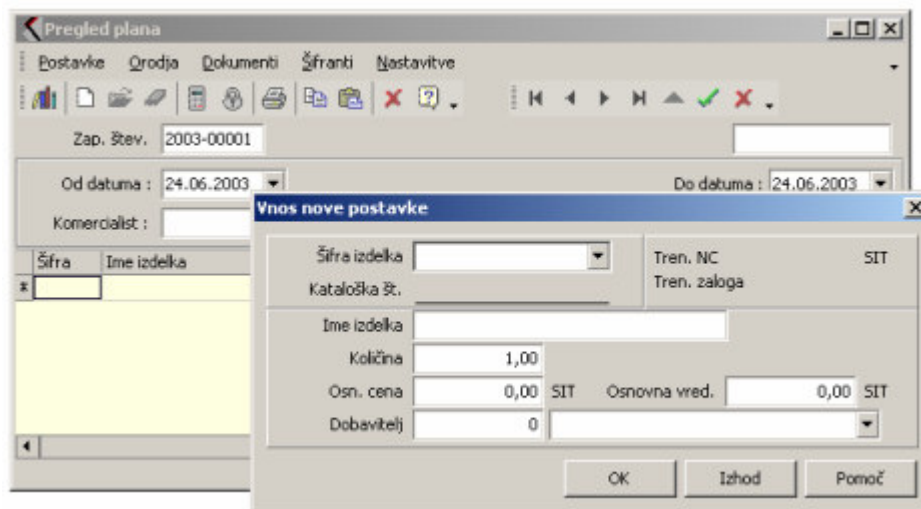 Pregled plana
Postavke Orodja Dokumenti Šifranti Nastavitve
Zap. štev. 2003-00001
Od datuma : 24.06.2003 Do datuma : 24.06.2003
Komercialist :
Šifra Ime izdelka
Vnos nove postavke
Šifra izdelka Tren. NC SIT
Kataloška št. Tren. zaloga
Ime izdelka
Količina 1,00
Osn. cena 0,00 SIT Osnovna vred. 0,00 SIT
Dobavitelj 0
OK Izhod Pomoč